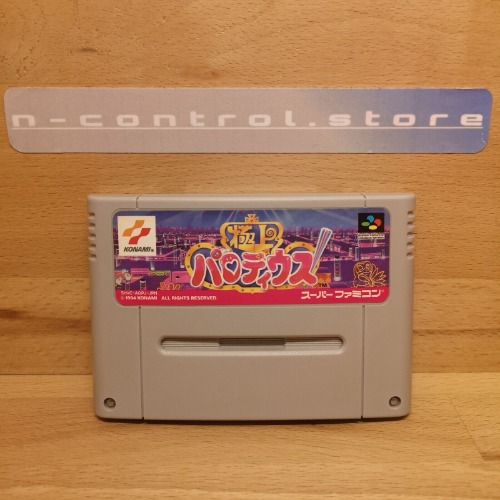 n-control.store
極上
パロディウス!
KONAMI
SHVC-ADPJ-JPN
© 1994 KONAMI ALL RIGHTS RESERVED.
スーパーファミコン